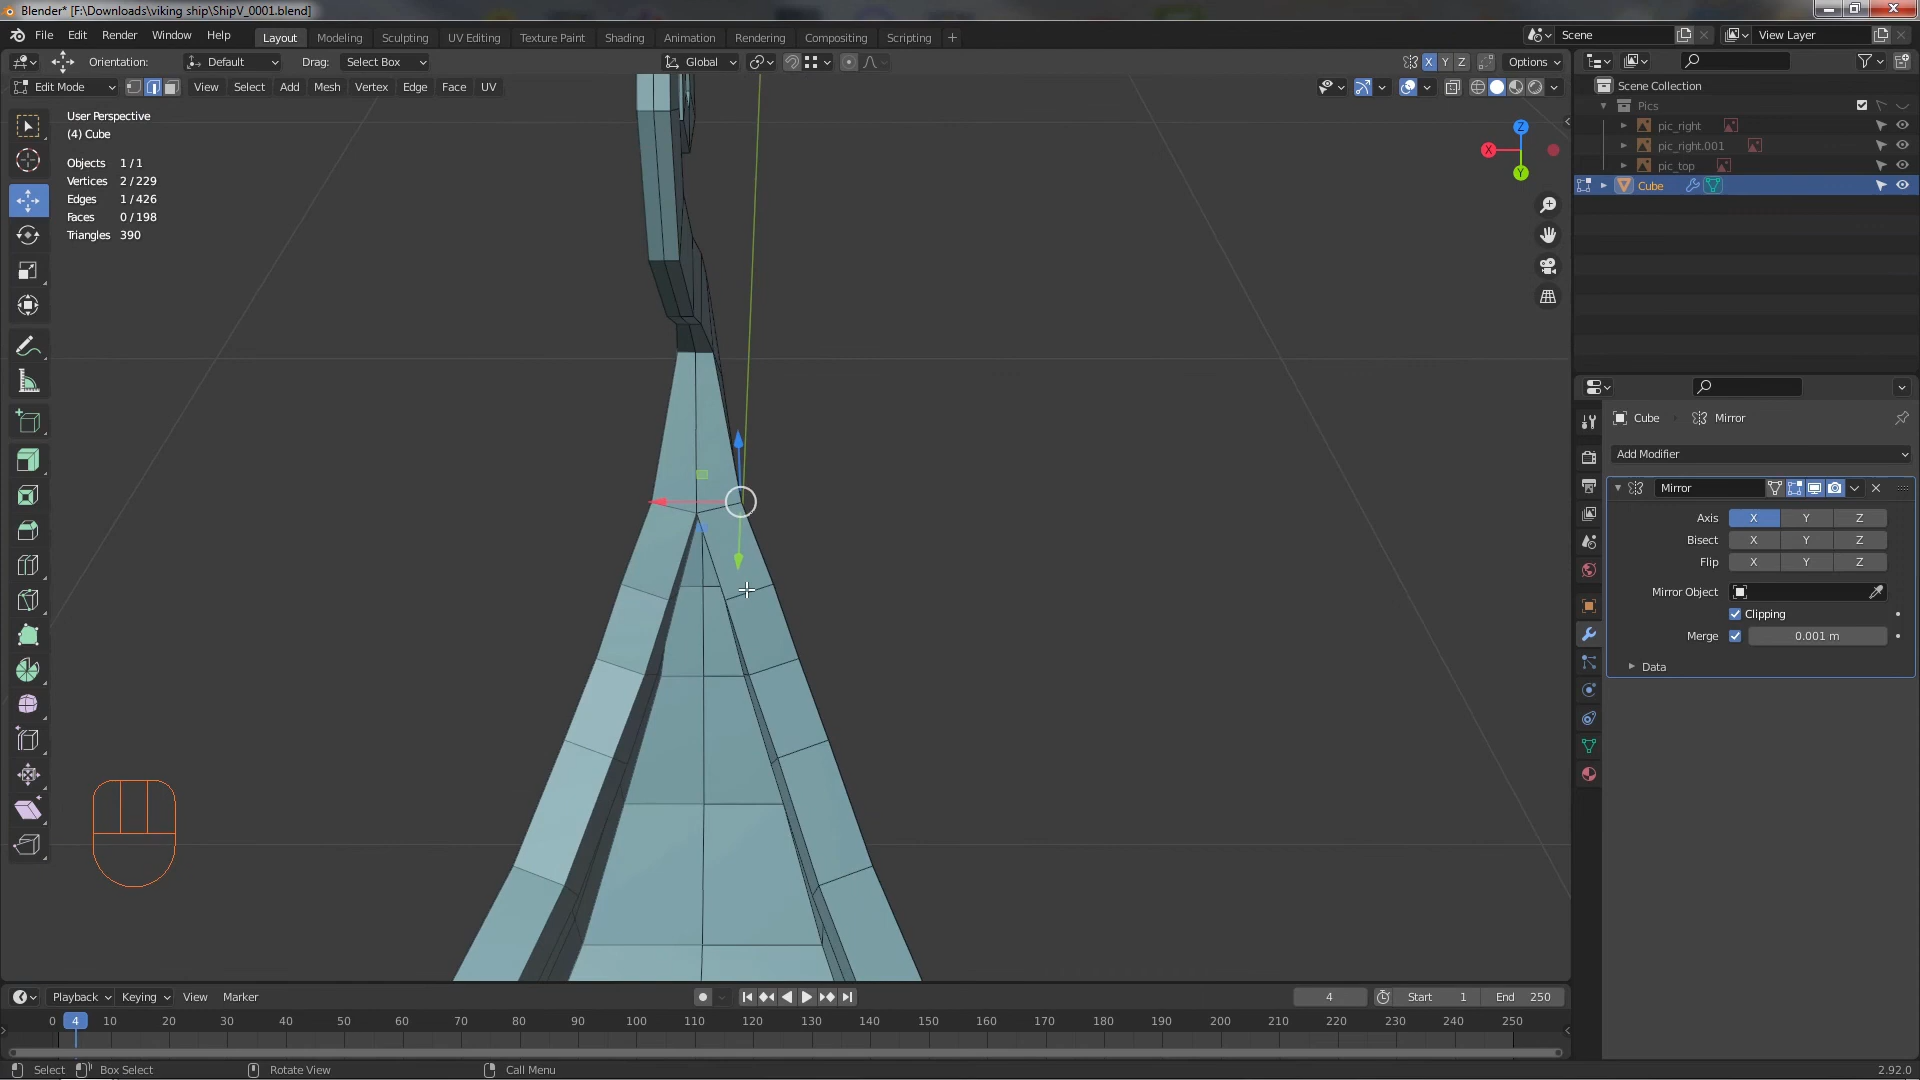 Blender* [F:\Downloads\viking ship\ShipV_0001.blend]
File Edit Render Window Help Layout Modeling Sculpting UV Editing Texture Paint Shading Animation Rendering Compositing Scripting + Scene View Layer
Orientation: Default Drag: Select Box Global X Y Z Options
Edit Mode View Select Add Mesh Vertex Edge Face UV
User Perspective
(4) Cube
Objects 1 / 1
Vertices 2 / 229
Edges 1 / 426
Faces 0 / 198
Triangles 390
Z
X
Y
Scene Collection
Pics
pic_right
pic_right.001
pic_top
Cube
Cube Mirror
Add Modifier
Mirror
Axis X Y Z
Bisect X Y Z
Flip X Y Z
Mirror Object
Clipping
Merge 0.001 m
Data
Playback Keying View Marker 4 Start 1 End 250
0 4 10 20 30 40 50 60 70 80 90 100 110 120 130 140 150 160 170 180 190 200 210 220 230 240 250
Select Box Select Rotate View Call Menu 2.92.0